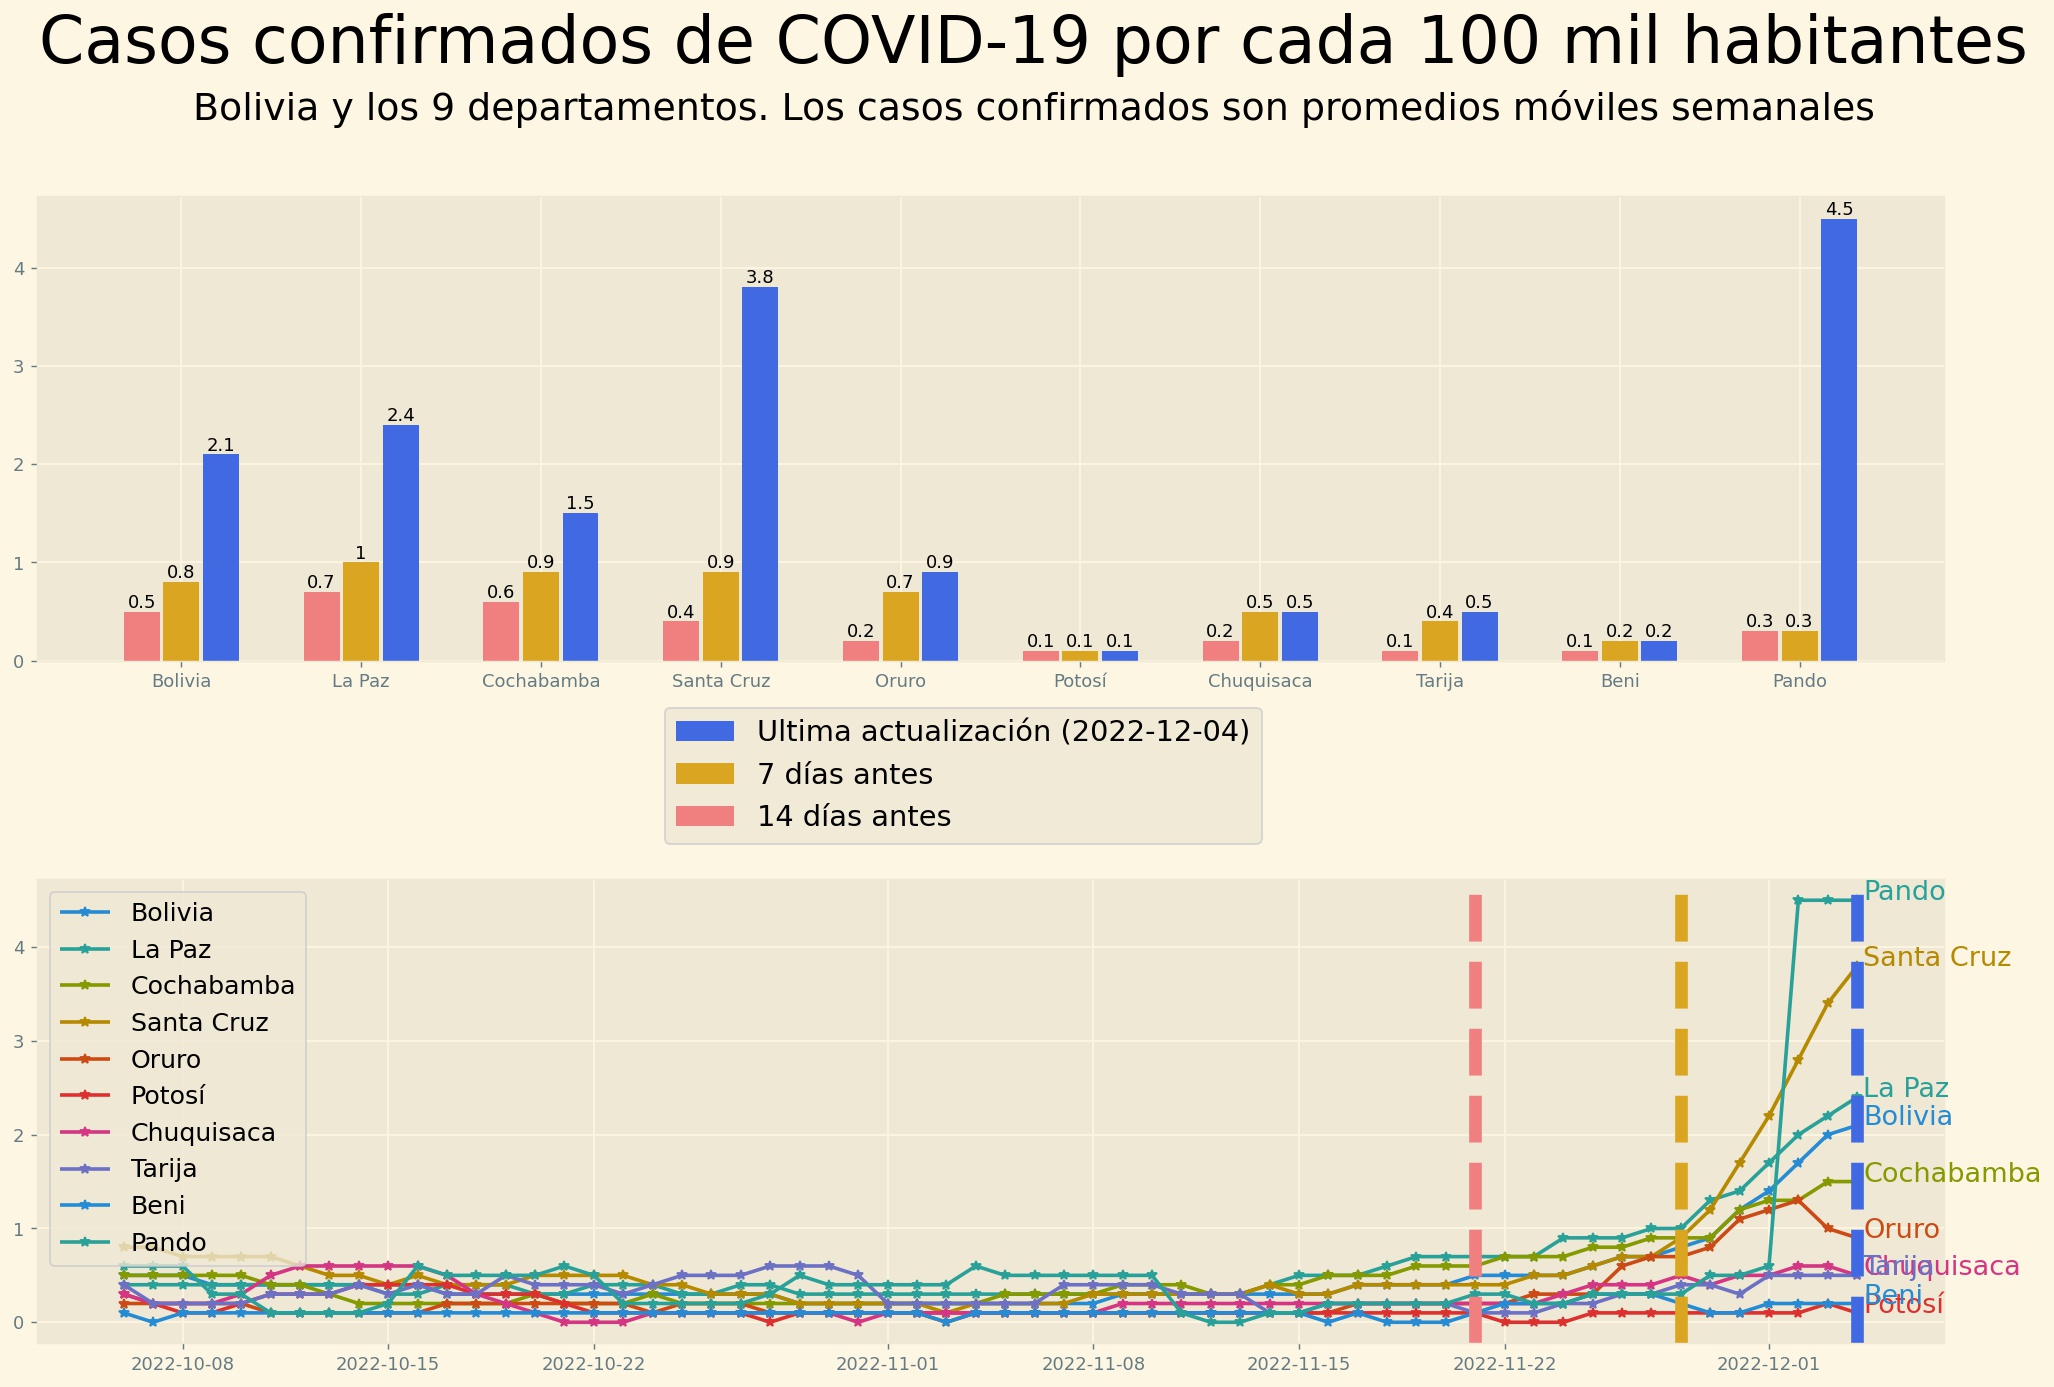 Casos confirmados de COVID-19 por cada 100 mil habitantes
Bolivia y los 9 departamentos. Los casos confirmados son promedios móviles semanales
4
3
2
1
0
0.5 0.8 2.1
0.7 1 2.4
0.6 0.9 1.5
0.4 0.9 3.8
0.2 0.7 0.9
0.1 0.1 0.1
0.2 0.5 0.5
0.1 0.4 0.5
0.1 0.2 0.2
0.3 0.3 4.5
Bolivia La Paz Cochabamba Santa Cruz Oruro Potosí Chuquisaca Tarija Beni Pando
Ultima actualización (2022-12-04)
7 días antes
14 días antes
4
3
2
1
0
Bolivia
La Paz
Cochabamba
Santa Cruz
Oruro
Potosí
Chuquisaca
Tarija
Beni
Pando
Pando
Santa Cruz
La Paz
Bolivia
Cochabamba
Oruro
Chuquisaca
Tarija
Beni
Potosí
2022-10-08 2022-10-15 2022-10-22 2022-11-01 2022-11-08 2022-11-15 2022-11-22 2022-12-01